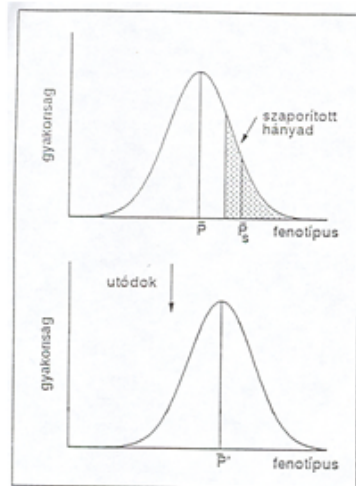 gyakoriság
szaporított
hányad
P̄
P̄s
fenotípus
utódok
gyakoriság
P̄'
fenotípus